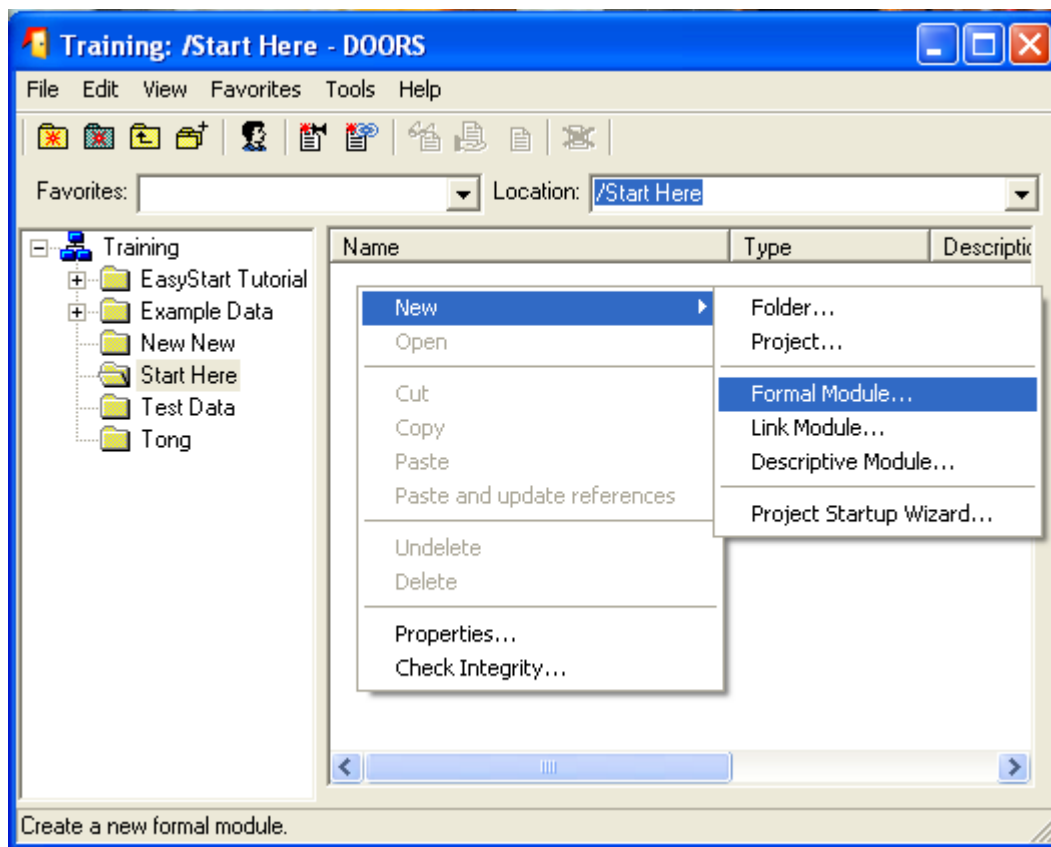 Training: /Start Here - DOORS
File Edit View Favorites Tools Help
Favorites: Location: /Start Here
Training
EasyStart Tutorial
Example Data
New New
Start Here
Test Data
Tong
Name Type Descriptic
New
Open
Cut
Copy
Paste
Paste and update references
Undelete
Delete
Properties...
Check Integrity...
Folder...
Project...
Formal Module...
Link Module...
Descriptive Module...
Project Startup Wizard...
Create a new formal module.